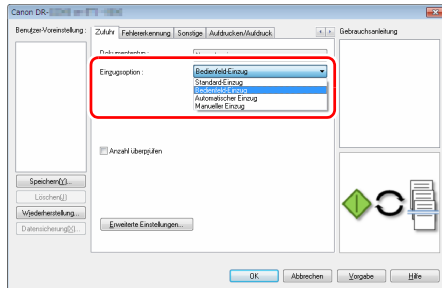 Canon DR-
Benutzer-Voreinstellung :
Zufuhr
Fehlererkennung
Sonstige
Aufdrucken/Aufdruck
Gebrauchsanleitung
Einzugsoption :
Bedienfeld-Einzug
Standard-Einzug
Bedienfeld-Einzug
Automatischer Einzug
Manueller Einzug
Anzahl überprüfen
Speichern(Y)...
Löschen(J)
Wiederherstellung...
Datensicherung(X)...
Erweiterte Einstellungen...
OK
Abbrechen
Vorgabe
Hilfe